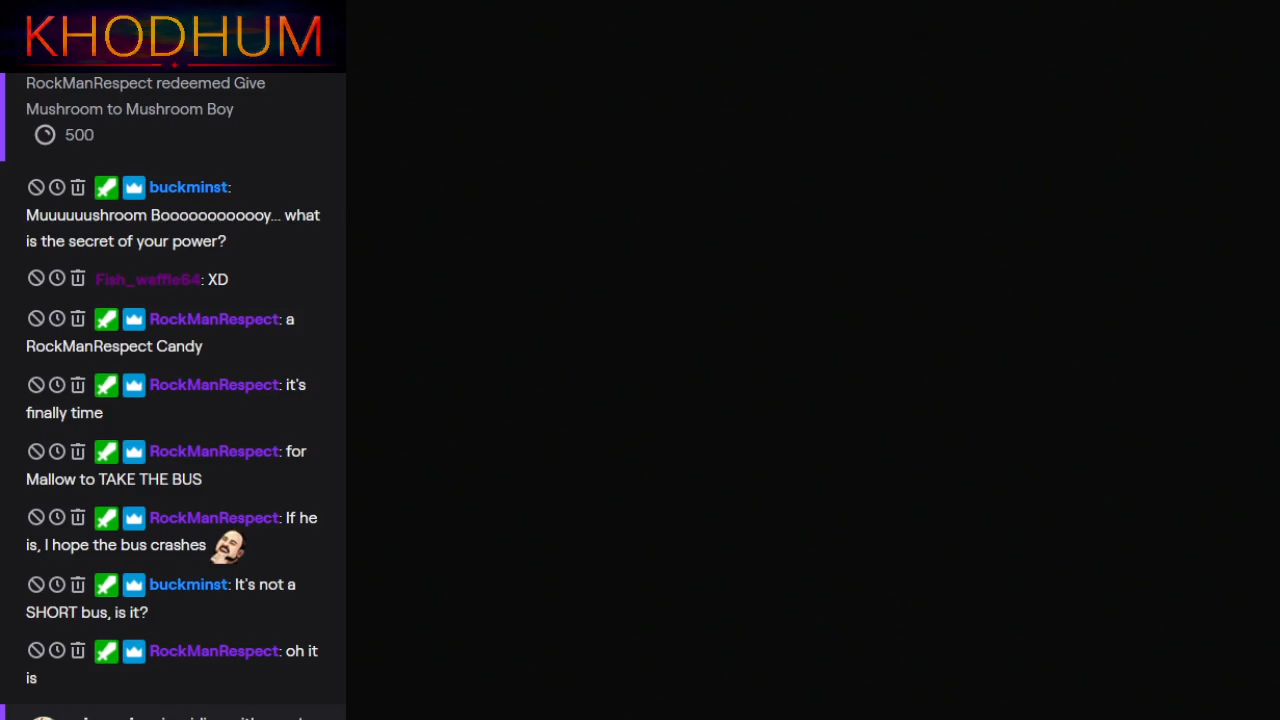 KHODHUM
RockManRespect redeemed Give
Mushroom to Mushroom Boy
500
buckminst:
Muuuuuushroom Boooooooooooy... what
is the secret of your power?
Fish_waffle64: XD
RockManRespect: a
RockManRespect Candy
RockManRespect: it's
finally time
RockManRespect: for
Mallow to TAKE THE BUS
RockManRespect: If he
is, I hope the bus crashes
buckminst: It's not a
SHORT bus, is it?
RockManRespect: oh it
is